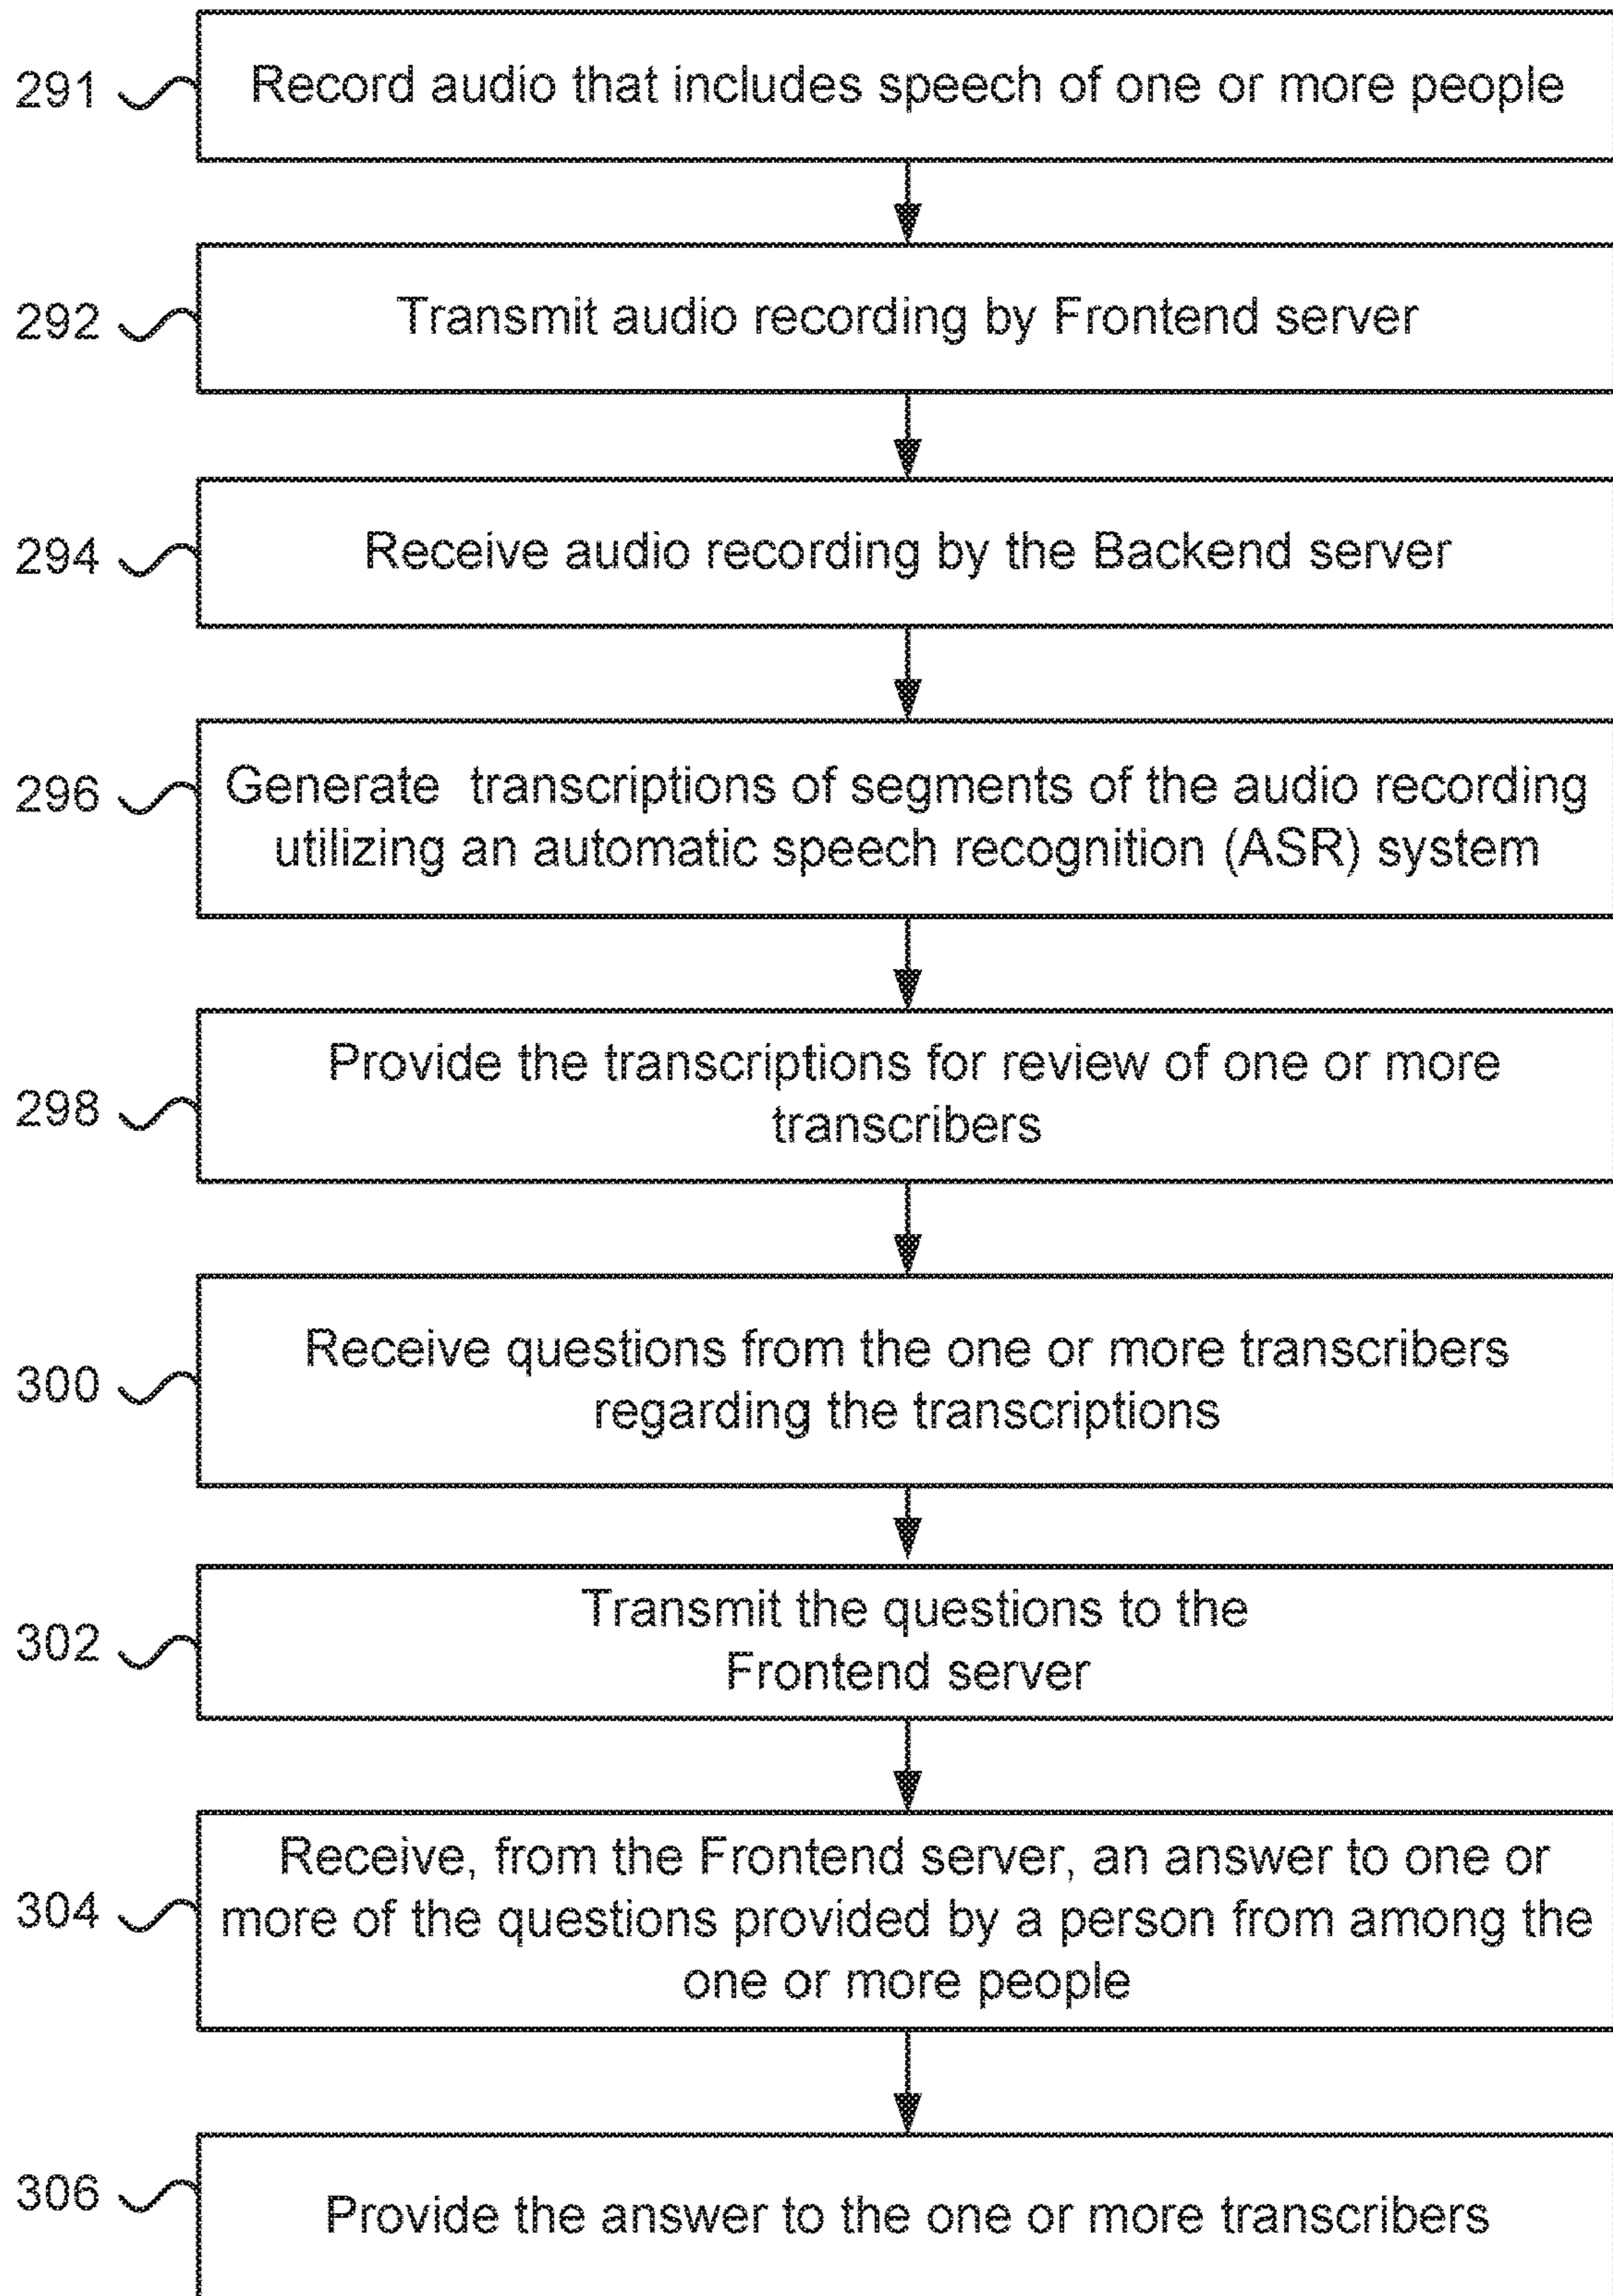 291 Record audio that includes speech of one or more people
292 Transmit audio recording by Frontend server
294 Receive audio recording by the Backend server
296 Generate transcriptions of segments of the audio recording
utilizing an automatic speech recognition (ASR) system
298 Provide the transcriptions for review of one or more
transcribers
300 Receive questions from the one or more transcribers
regarding the transcriptions
302 Transmit the questions to the
Frontend server
304 Receive, from the Frontend server, an answer to one or
more of the questions provided by a person from among the
one or more people
306 Provide the answer to the one or more transcribers